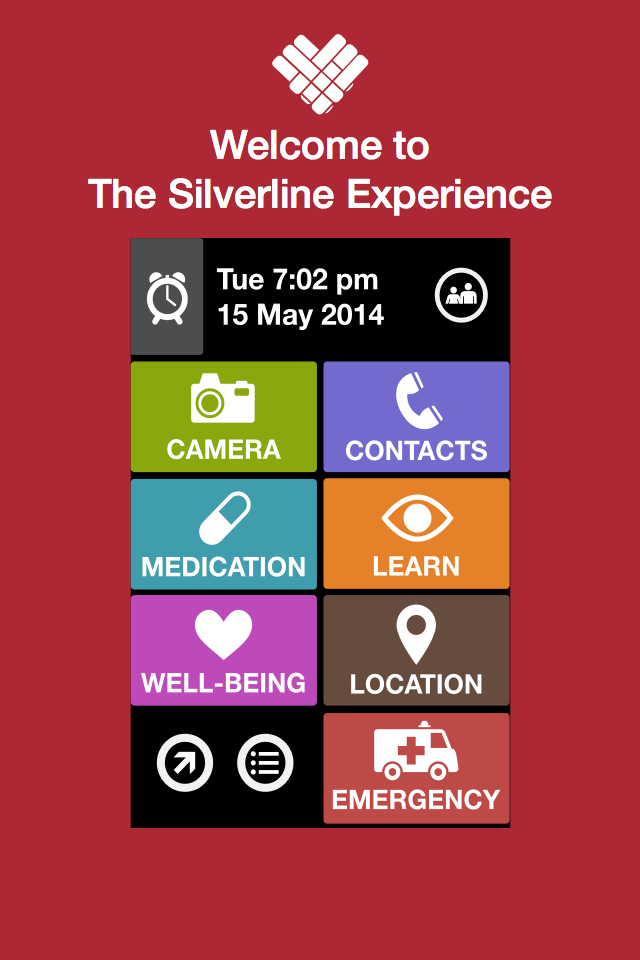 Welcome to
The Silverline Experience
Tue 7:02 pm
15 May 2014
CAMERA
CONTACTS
MEDICATION
LEARN
WELL-BEING
LOCATION
EMERGENCY